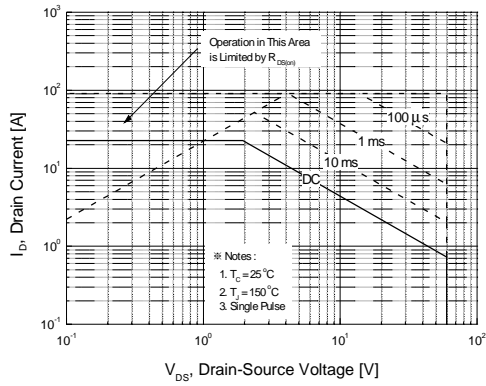 10³
10²
10¹
10⁰
10⁻¹
I_D, Drain Current [A]
Operation in This Area
is Limited by R_DS(on)
100 µs
1 ms
10 ms
DC
※ Notes :
1. T_C = 25 °C
2. T_J = 150 °C
3. Single Pulse
10⁻¹ 10⁰ 10¹ 10²
V_DS, Drain-Source Voltage [V]